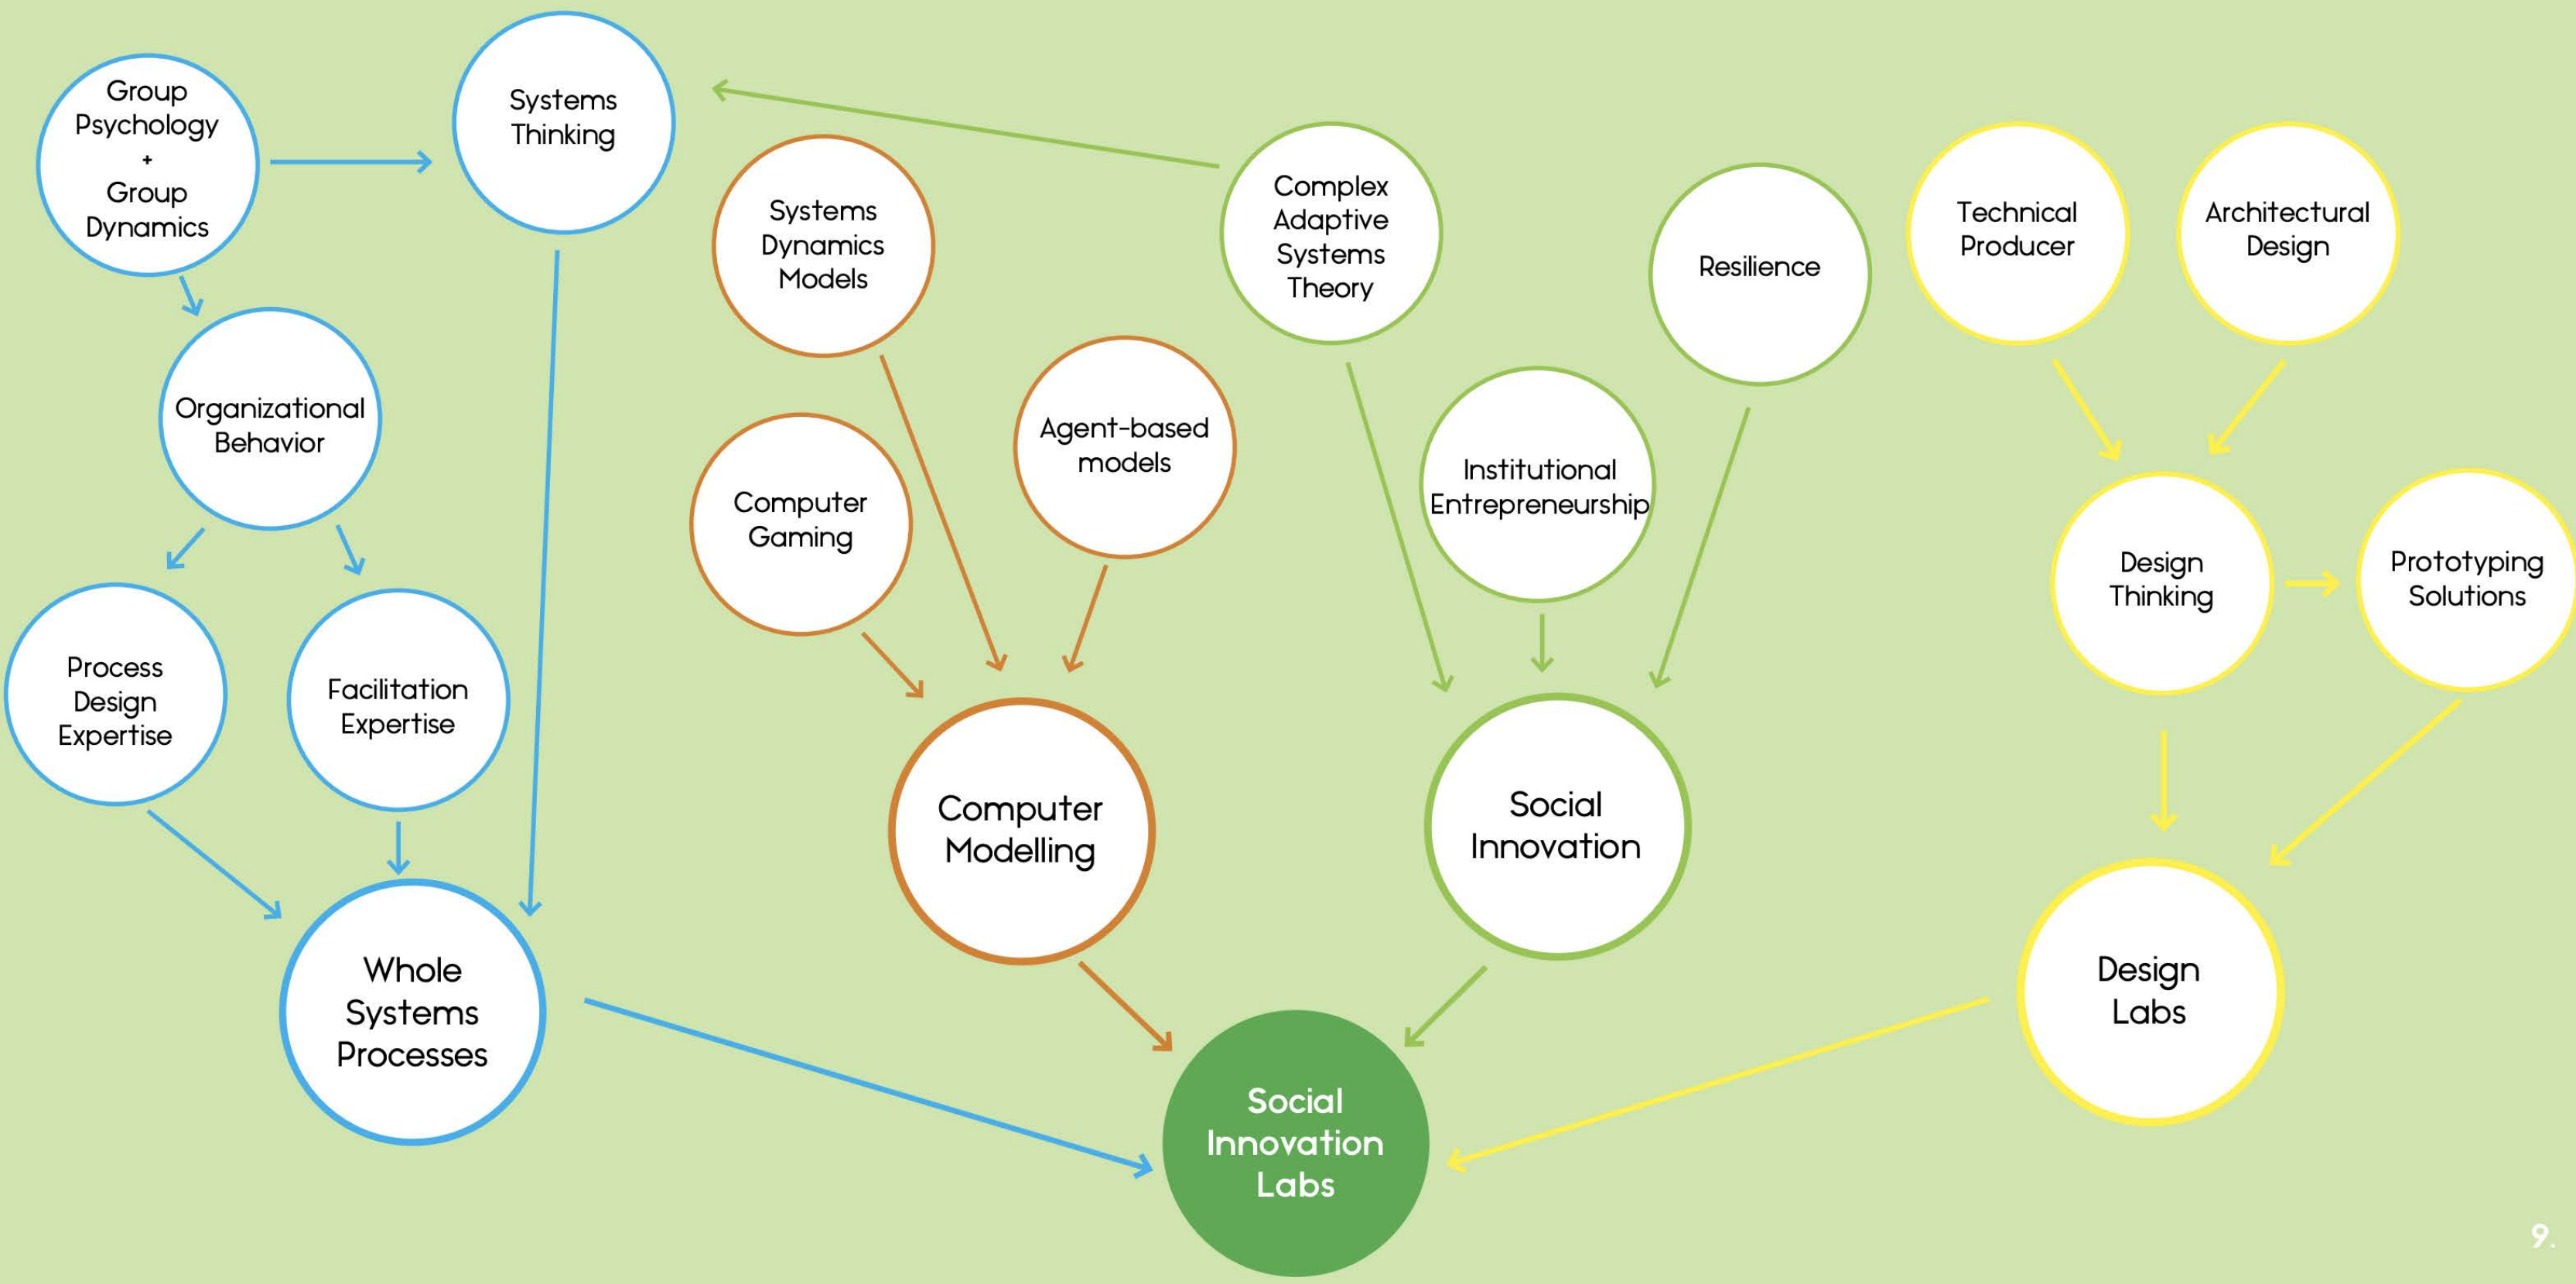 Group
Psychology
+
Group
Dynamics
Systems
Thinking
Systems
Dynamics
Models
Complex
Adaptive
Systems
Theory
Resilience
Technical
Producer
Architectural
Design
Organizational
Behavior
Computer
Gaming
Agent-based
models
Institutional
Entrepreneurship
Design
Thinking
Prototyping
Solutions
Process
Design
Expertise
Facilitation
Expertise
Computer
Modelling
Social
Innovation
Whole
Systems
Processes
Design
Labs
Social
Innovation
Labs
9.